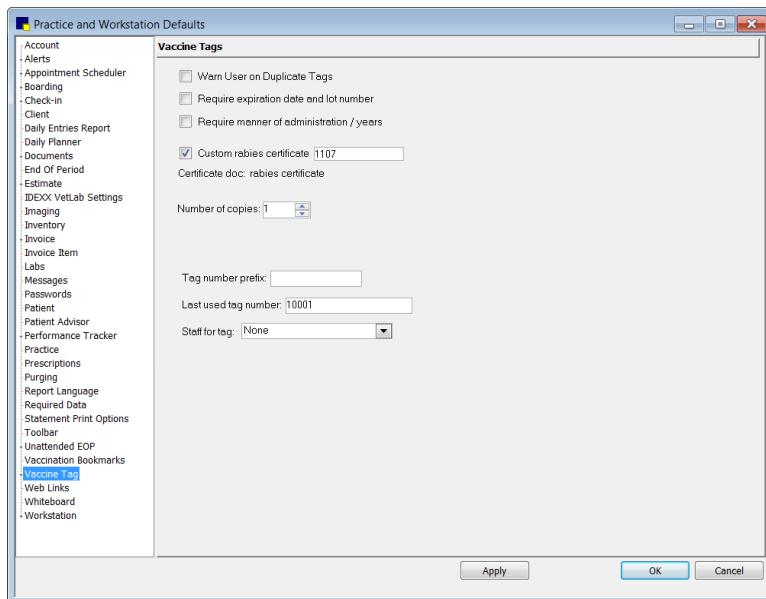 Practice and Workstation Defaults
Account
Alerts
Appointment Scheduler
Boarding
Check-in
Client
Daily Entries Report
Daily Planner
Documents
End Of Period
Estimate
IDEXX VetLab Settings
Imaging
Inventory
Invoice
Invoice Item
Labs
Messages
Passwords
Patient
Patient Advisor
Performance Tracker
Practice
Prescriptions
Purging
Report Language
Required Data
Statement Print Options
Toolbar
Unattended EOP
Vaccination Bookmarks
Vaccine Tag
Web Links
Whiteboard
Workstation
Vaccine Tags
Warn User on Duplicate Tags
Require expiration date and lot number
Require manner of administration / years
Custom rabies certificate 1107
Certificate doc: rabies certificate
Number of copies: 1
Tag number prefix:
Last used tag number: 10001
Staff for tag: None
Apply OK Cancel